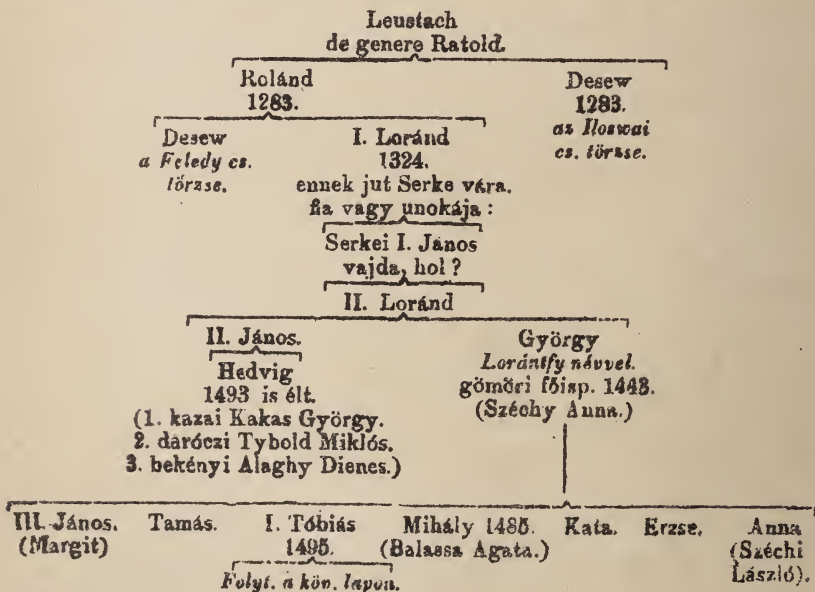 Leustach
de genere Ratold.
Rolánd Desew
1283. 1283.
Desew I. Loránd az Iloswai
a Feledy cs. 1324. cs. törzse.
törzse. ennek jut Serke vára.
fia vagy unokája :
Serkei I. János
vajda, hol ?
II. Loránd
II. János. György
Hedvig Lorántfy névvel.
1493 is élt. gömöri főisp. 1443.
(1. kazai Kakas György. (Széchy Anna.)
2. daróczi Tybold Miklós.
3. bekényi Alaghy Dienes.)
III. János. Tamás. I. Tóbiás Mihály 1485. Kata. Erzse. Anna
(Margit) 1495. (Balassa Agata.) (Széchi
Folyt. a köv. lapon. László).